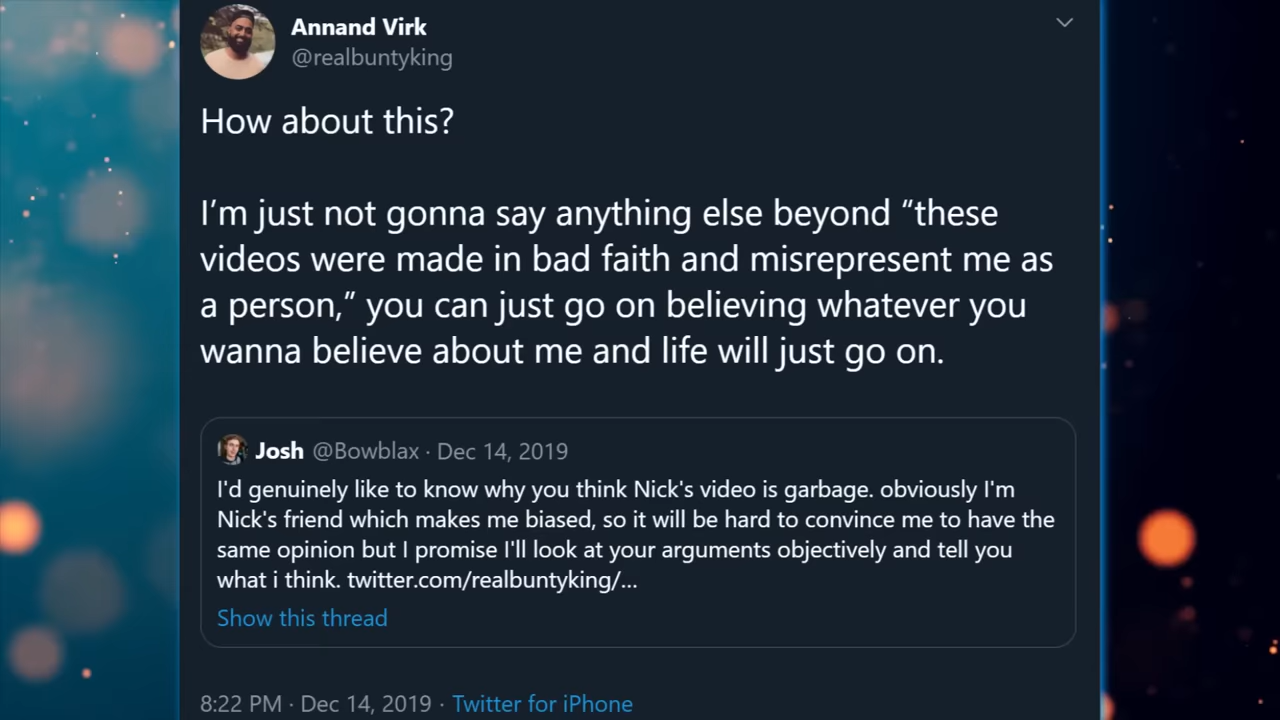 Annand Virk
@realbuntyking
How about this?
I’m just not gonna say anything else beyond “these
videos were made in bad faith and misrepresent me as
a person,” you can just go on believing whatever you
wanna believe about me and life will just go on.
Josh @Bowblax · Dec 14, 2019
I'd genuinely like to know why you think Nick's video is garbage. obviously I'm
Nick's friend which makes me biased, so it will be hard to convince me to have the
same opinion but I promise I'll look at your arguments objectively and tell you
what i think. twitter.com/realbuntyking/...
Show this thread
8:22 PM · Dec 14, 2019 · Twitter for iPhone